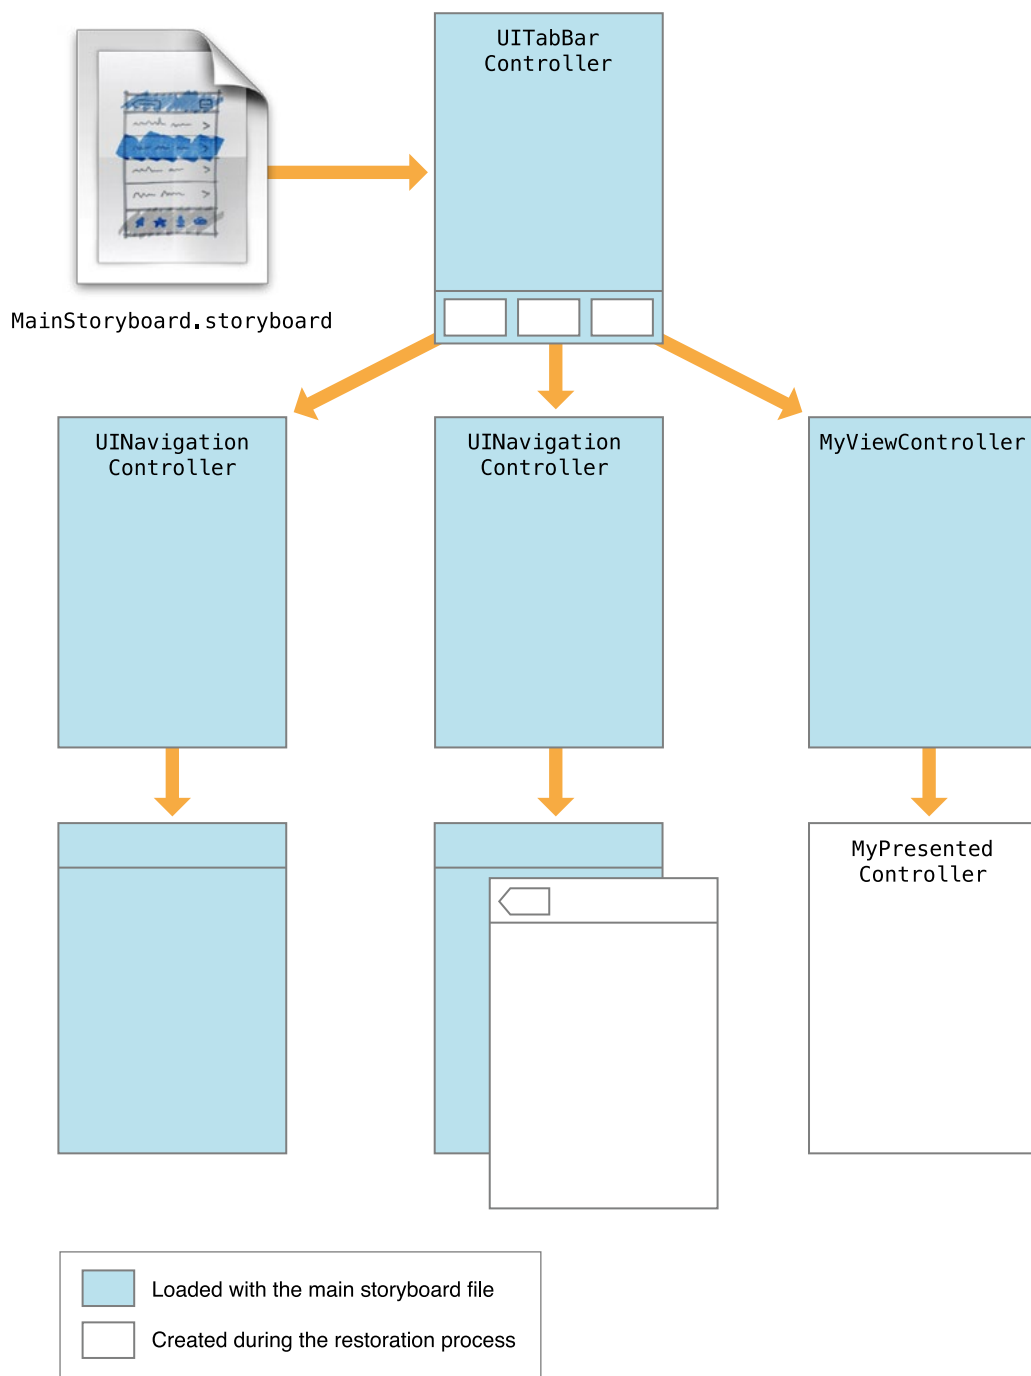 UITabBar
Controller
MainStoryboard.storyboard
UINavigation
Controller
UINavigation
Controller
MyViewController
MyPresented
Controller
Loaded with the main storyboard file
Created during the restoration process